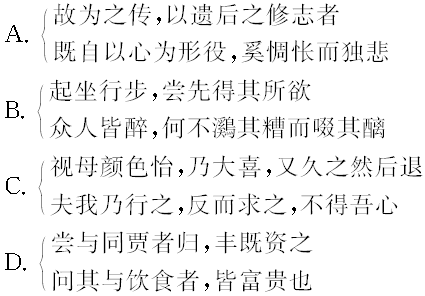 A. 故为之传,以遗后之修志者
既自以心为形役,奚惆怅而独悲
B. 起坐行步,尝先得其所欲
众人皆醉,何不瀥其糟而啜其醨
C. 视母颜色怡,乃大喜,又久之然后退
夫我乃行之,反而求之,不得吾心
D. 尝与同贾者归,丰既资之
问其与饮食者,皆富贵也